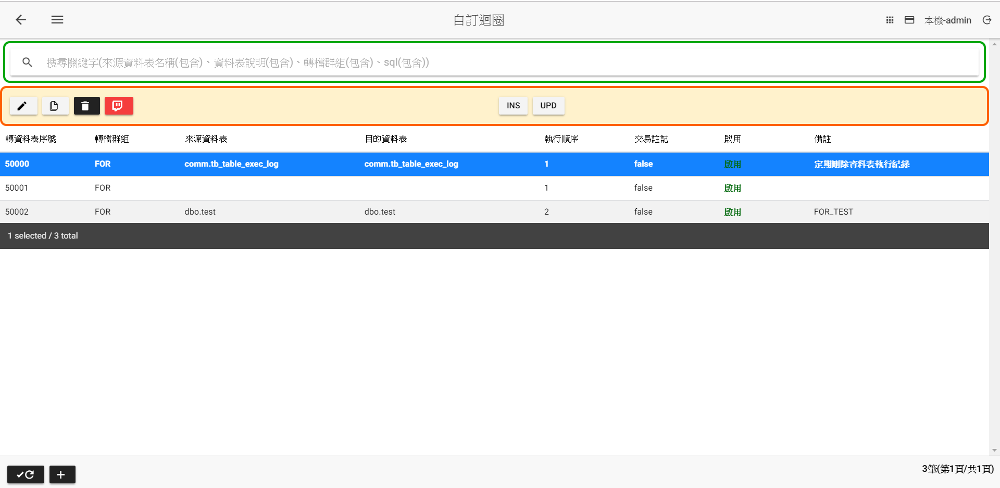 自訂迴圈
本機-admin
搜尋關鍵字(來源資料表名稱(包含)、資料表說明(包含)、轉檔群組(包含)、sql(包含))
INS UPD
轉資料表序號 轉檔群組 來源資料表 目的資料表 執行順序 交易註記 啟用 備註
50000 FOR comm.tb_table_exec_log comm.tb_table_exec_log 1 false 啟用 定期刪除資料表執行紀錄
50001 FOR 1 false 啟用
50002 FOR dbo.test dbo.test 2 false 啟用 FOR_TEST
1 selected / 3 total
3筆(第1頁/共1頁)